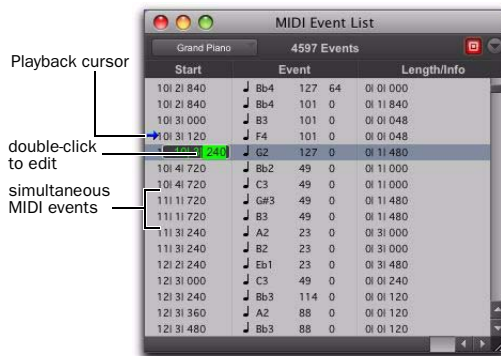 MIDI Event List
Grand Piano 4597 Events
Start Event Length/Info
10| 2| 840 Bb4 127 64 0| 0| 000
10| 2| 840 Bb4 101 0 0| 1| 840
10| 3| 000 B3 101 0 0| 0| 048
Playback cursor
10| 3| 120 F4 101 0 0| 0| 048
double-click
to edit
240 G2 127 0 0| 1| 480
10| 4| 720 Bb2 49 0 0| 1| 000
simultaneous
MIDI events
10| 4| 720 C3 49 0 0| 1| 000
11| 1| 720 G#3 49 0 0| 1| 480
11| 1| 720 B3 49 0 0| 1| 480
11| 3| 240 A2 23 0 0| 3| 000
11| 3| 240 B2 23 0 0| 3| 000
12| 2| 240 Eb1 23 0 0| 3| 480
12| 3| 000 C3 49 0 0| 0| 240
12| 3| 240 Bb3 114 0 0| 0| 120
12| 3| 360 A2 88 0 0| 0| 120
12| 3| 480 Bb3 88 0 0| 0| 120